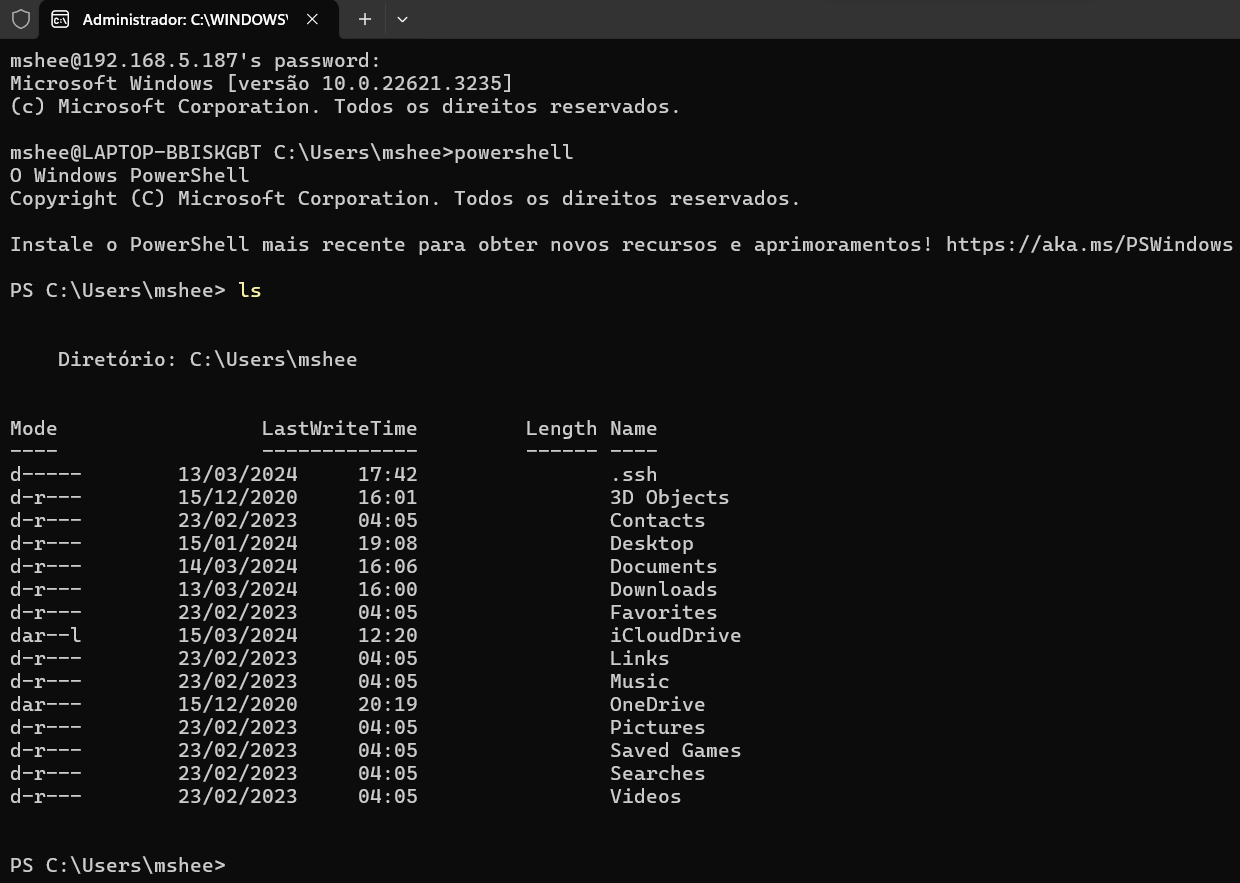 Administrador: C:\WINDOWS\
mshee@192.168.5.187's password:
Microsoft Windows [versão 10.0.22621.3235]
(c) Microsoft Corporation. Todos os direitos reservados.
mshee@LAPTOP-BBISKGBT C:\Users\mshee>powershell
O Windows PowerShell
Copyright (C) Microsoft Corporation. Todos os direitos reservados.
Instale o PowerShell mais recente para obter novos recursos e aprimoramentos! https://aka.ms/PSWindows
PS C:\Users\mshee> ls
Diretório: C:\Users\mshee
Mode                 LastWriteTime         Length Name
----                 -------------         ------ ----
d-----        13/03/2024     17:42                .ssh
d-r---        15/12/2020     16:01                3D Objects
d-r---        23/02/2023     04:05                Contacts
d-r---        15/01/2024     19:08                Desktop
d-r---        14/03/2024     16:06                Documents
d-r---        13/03/2024     16:00                Downloads
d-r---        23/02/2023     04:05                Favorites
dar--l        15/03/2024     12:20                iCloudDrive
d-r---        23/02/2023     04:05                Links
d-r---        23/02/2023     04:05                Music
dar---        15/12/2020     20:19                OneDrive
d-r---        23/02/2023     04:05                Pictures
d-r---        23/02/2023     04:05                Saved Games
d-r---        23/02/2023     04:05                Searches
d-r---        23/02/2023     04:05                Videos
PS C:\Users\mshee>